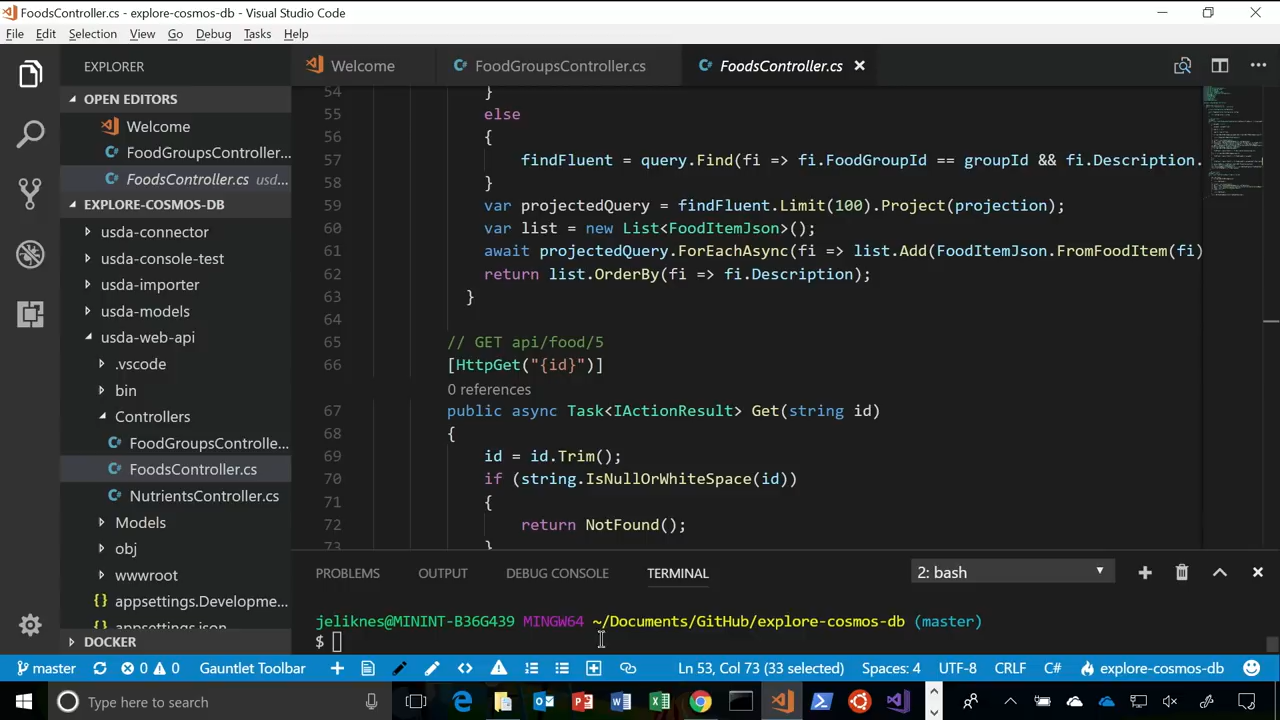 FoodsController.cs - explore-cosmos-db - Visual Studio Code
File Edit Selection View Go Debug Tasks Help
EXPLORER
OPEN EDITORS
Welcome
FoodGroupsController...
FoodsController.cs usd...
EXPLORE-COSMOS-DB
usda-connector
usda-console-test
usda-importer
usda-models
usda-web-api
.vscode
bin
Controllers
FoodGroupsControlle...
FoodsController.cs
NutrientsController.cs
Models
obj
wwwroot
appsettings.Developme...
appsettings.json
DOCKER
Welcome FoodGroupsController.cs FoodsController.cs
54 }
55 else
56 {
57 findFluent = query.Find(fi => fi.FoodGroupId == groupId && fi.Description.
58 }
59 var projectedQuery = findFluent.Limit(100).Project(projection);
60 var list = new List<FoodItemJson>();
61 await projectedQuery.ForEachAsync(fi => list.Add(FoodItemJson.FromFoodItem(fi)
62 return list.OrderBy(fi => fi.Description);
63 }
64
65 // GET api/food/5
66 [HttpGet("{id}")]
0 references
67 public async Task<IActionResult> Get(string id)
68 {
69 id = id.Trim();
70 if (string.IsNullOrWhiteSpace(id))
71 {
72 return NotFound();
73 }
PROBLEMS OUTPUT DEBUG CONSOLE TERMINAL 2: bash
jeliknes@MININT-B36G439 MINGW64 ~/Documents/GitHub/explore-cosmos-db (master)
$
master 0 0 Gauntlet Toolbar Ln 53, Col 73 (33 selected) Spaces: 4 UTF-8 CRLF C# explore-cosmos-db
Type here to search